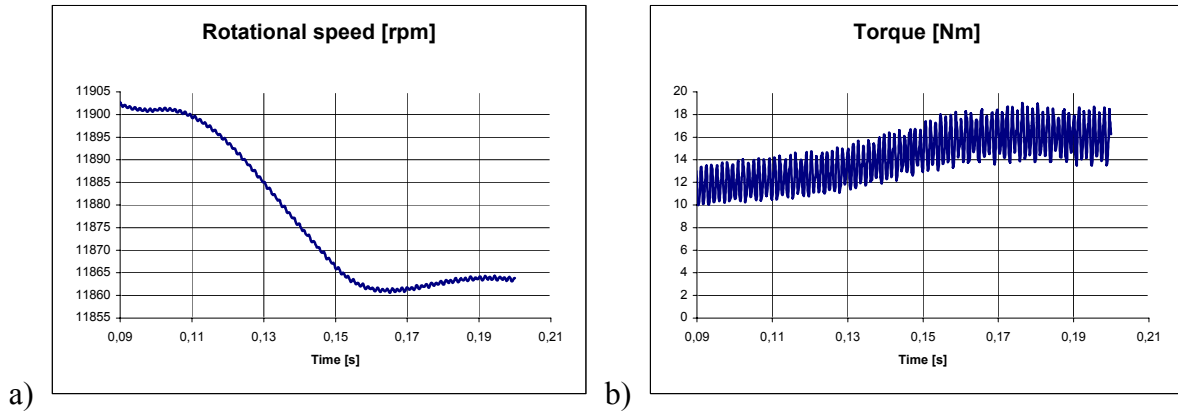 Rotational speed [rpm]
11905
11900
11895
11890
11885
11880
11875
11870
11865
11860
11855
0,09 0,11 0,13 0,15 0,17 0,19 0,21
Time [s]
a)
Torque [Nm]
20
18
16
14
12
10
8
6
4
2
0
0,09 0,11 0,13 0,15 0,17 0,19 0,21
Time [s]
b)